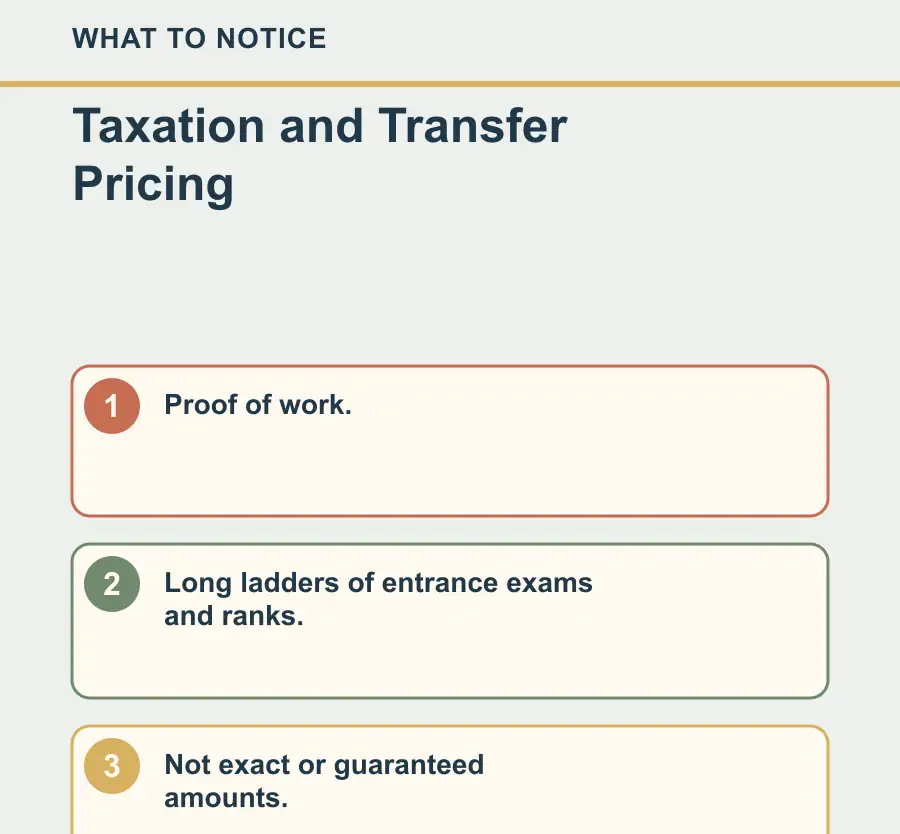 WHAT TO NOTICE
Taxation and Transfer
Pricing
1
Proof of work.
2
Long ladders of entrance exams
and ranks.
3
Not exact or guaranteed
amounts.